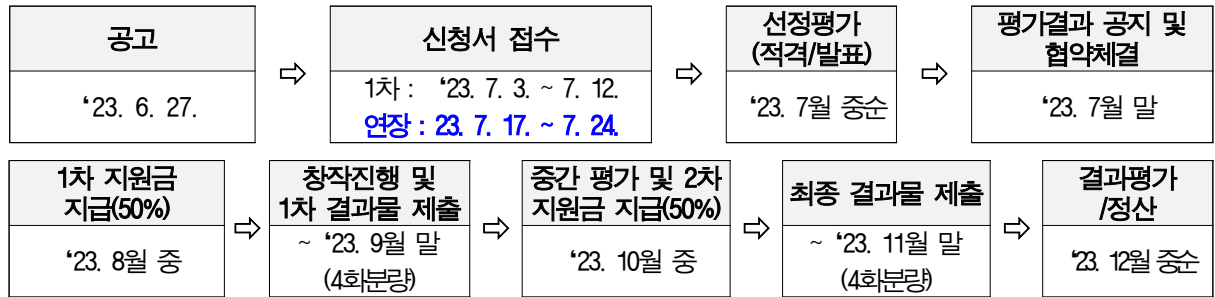 공고
‘23. 6. 27.
⇨
신청서 접수
1차 : ‘23. 7. 3. ~ 7. 12.
연장 : 23. 7. 17. ~ 7. 24.
⇨
선정평가
(적격/발표)
‘23. 7월 중순
⇨
평가결과 공지 및
협약체결
‘23. 7월 말
1차 지원금
지급(50%)
‘23. 8월 중
⇨
창작진행 및
1차 결과물 제출
~ ‘23. 9월 말
(4화분량)
⇨
중간 평가 및 2차
지원금 지급(50%)
‘23. 10월 중
⇨
최종 결과물 제출
~ ‘23. 11월 말
(4화분량)
⇨
결과평가
/정산
‘23. 12월 중순